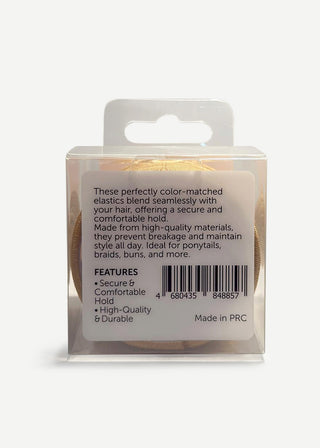 These perfectly color-matched
elastics blend seamlessly with
your hair, offering a secure and
comfortable hold.
Made from high-quality materials,
they prevent breakage and maintain
style all day. Ideal for ponytails,
braids, buns, and more.
FEATURES
• Secure &
Comfortable
Hold
• High-Quality
& Durable
4 680435 848857
Made in PRC